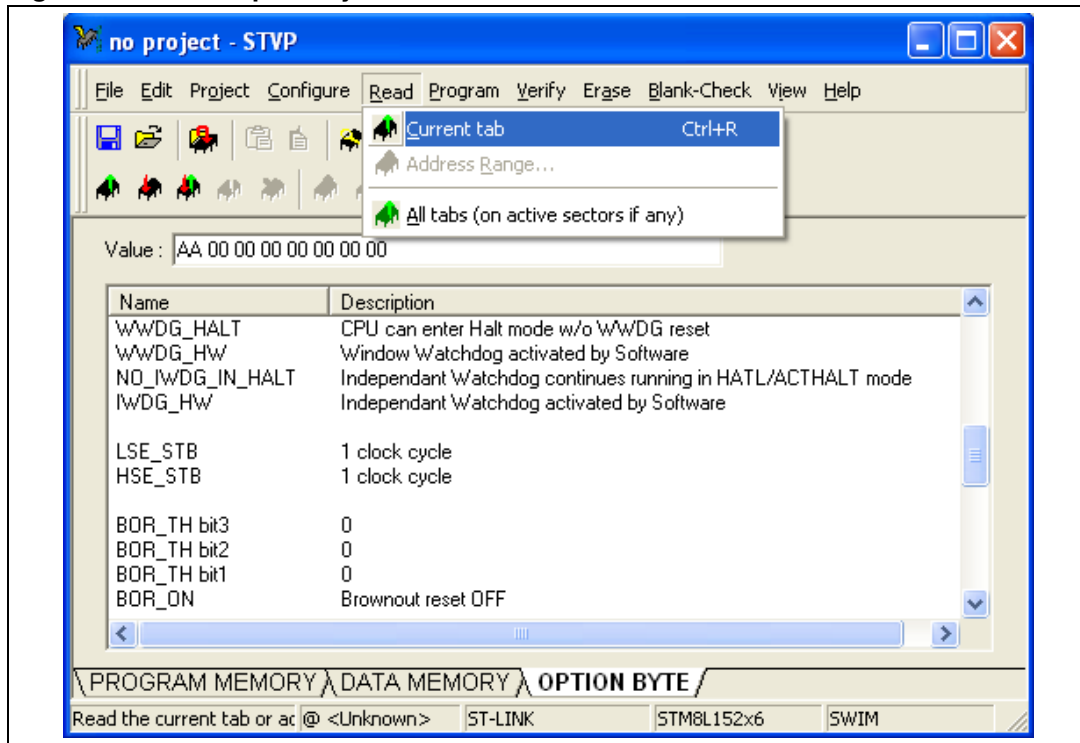 no project - STVP
File Edit Project Configure Read Program Verify Erase Blank-Check View Help
Current tab Ctrl+R
Address Range...
All tabs (on active sectors if any)
Value : AA 00 00 00 00 00 00 00
Name Description
WWDG_HALT CPU can enter Halt mode w/o WWDG reset
WWDG_HW Window Watchdog activated by Software
NO_IWDG_IN_HALT Independant Watchdog continues running in HATL/ACTHALT mode
IWDG_HW Independant Watchdog activated by Software
LSE_STB 1 clock cycle
HSE_STB 1 clock cycle
BOR_TH bit3 0
BOR_TH bit2 0
BOR_TH bit1 0
BOR_ON Brownout reset OFF
PROGRAM MEMORY DATA MEMORY OPTION BYTE
Read the current tab or ac @ <Unknown> ST-LINK STM8L152x6 SWIM